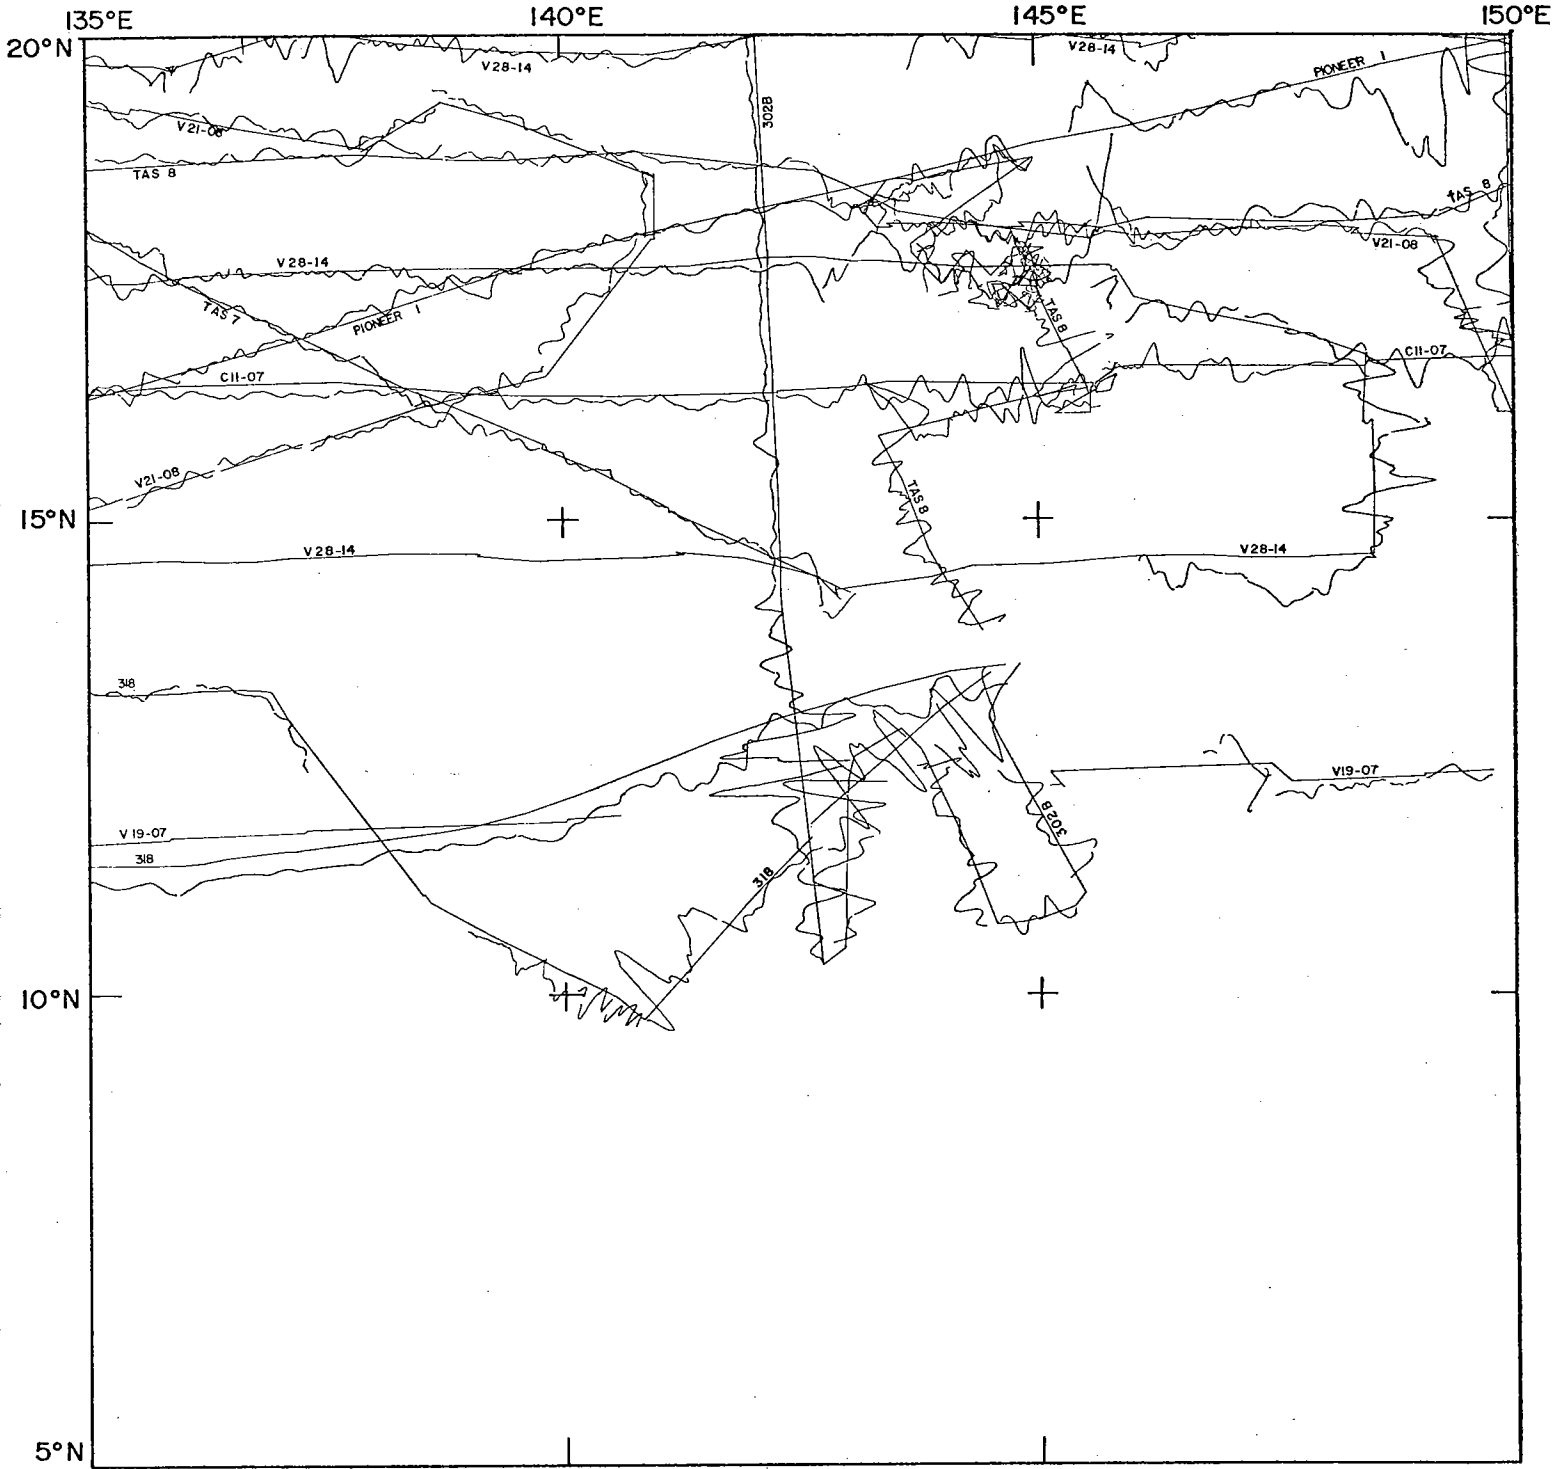 135°E 140°E 145°E 150°E
20°N
V28-14
V28-14
PIONEER 1
302B
V21-08
TAS 8
TAS 8
V21-08
V28-14
TAS 7
PIONEER 1
TAS 8
C11-07
C11-07
V21-08
TAS 8
15°N
V28-14
V28-14
318
V19-07
V19-07
302B
318
318
10°N
5°N